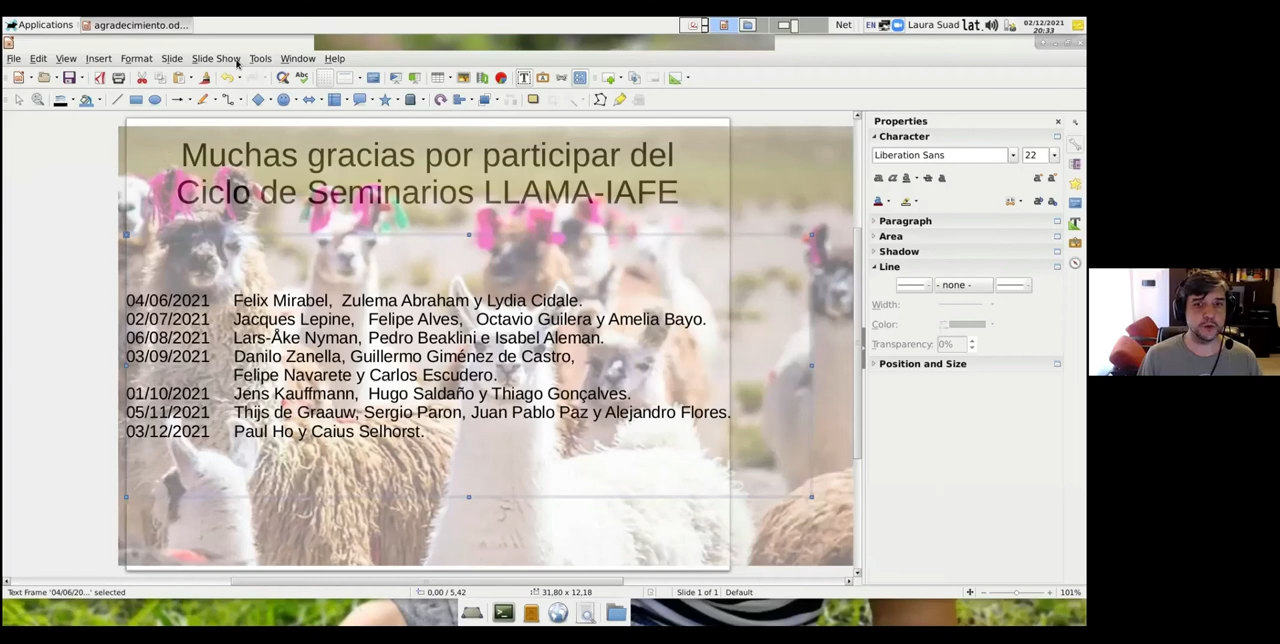 Applications agradecimiento.od... Net EN Laura Suad lat 02/12/2021
20:33
File Edit View Insert Format Slide Slide Show Tools Window Help
Muchas gracias por participar del
Ciclo de Seminarios LLAMA-IAFE
04/06/2021 Felix Mirabel, Zulema Abraham y Lydia Cidale.
02/07/2021 Jacques Lepine, Felipe Alves, Octavio Guilera y Amelia Bayo.
06/08/2021 Lars-Åke Nyman, Pedro Beaklini e Isabel Aleman.
03/09/2021 Danilo Zanella, Guillermo Giménez de Castro,
Felipe Navarete y Carlos Escudero.
01/10/2021 Jens Kauffmann, Hugo Saldaño y Thiago Gonçalves.
05/11/2021 Thijs de Graauw, Sergio Paron, Juan Pablo Paz y Alejandro Flores.
03/12/2021 Paul Ho y Caius Selhorst.
Properties
Character
Liberation Sans 22
Paragraph
Area
Shadow
Line
- none -
Width:
Color:
Transparency: 0%
Position and Size
Text Frame '04/06/20...' selected 0,00 / 5,42 31,80 x 12,18 Slide 1 of 1 Default 101%